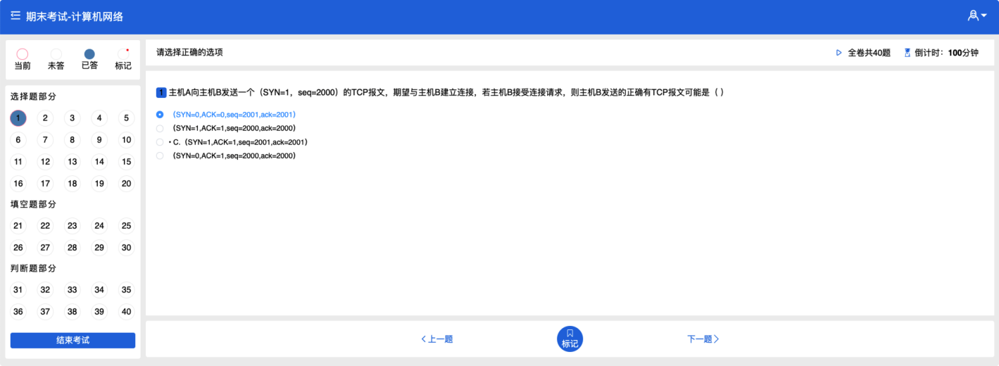 期末考试-计算机网络
当前 未答 已答 标记
选择题部分
1 2 3 4 5
6 7 8 9 10
11 12 13 14 15
16 17 18 19 20
填空题部分
21 22 23 24 25
26 27 28 29 30
判断题部分
31 32 33 34 35
36 37 38 39 40
结束考试
请选择正确的选项
全卷共40题 倒计时：100分钟
1 主机A向主机B发送一个（SYN=1，seq=2000）的TCP报文，期望与主机B建立连接，若主机B接受连接请求，则主机B发送的正确有TCP报文可能是（ ）
（SYN=0,ACK=0,seq=2001,ack=2001）
（SYN=1,ACK=1,seq=2000,ack=2000）
• C.（SYN=1,ACK=1,seq=2001,ack=2001）
（SYN=0,ACK=1,seq=2000,ack=2000）
上一题 标记 下一题